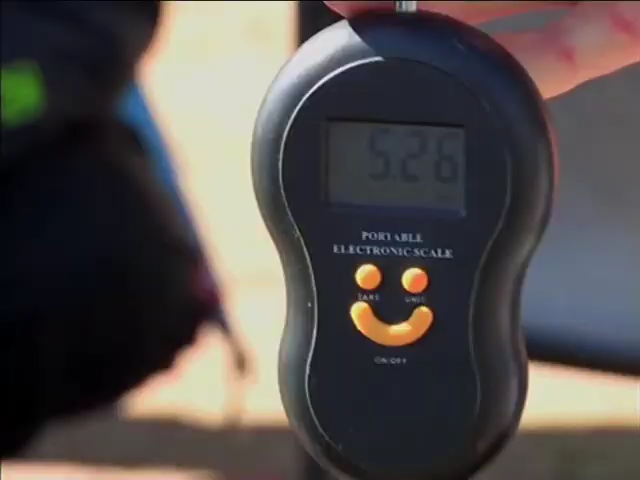 5.26
PORTABLE
ELECTRONIC SCALE
TARE UNIT
ON/OFF